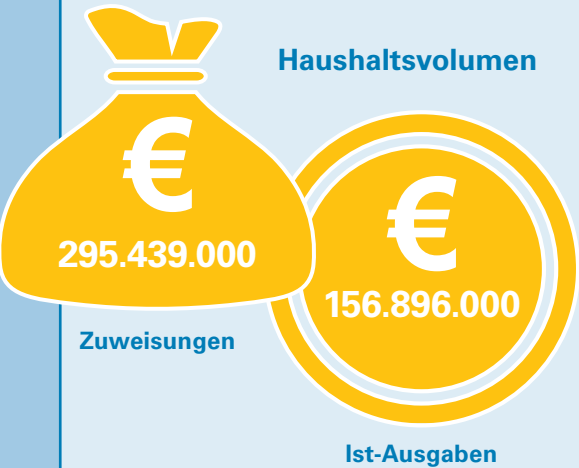 Haushaltsvolumen
€
295.439.000
Zuweisungen
€
156.896.000
Ist-Ausgaben